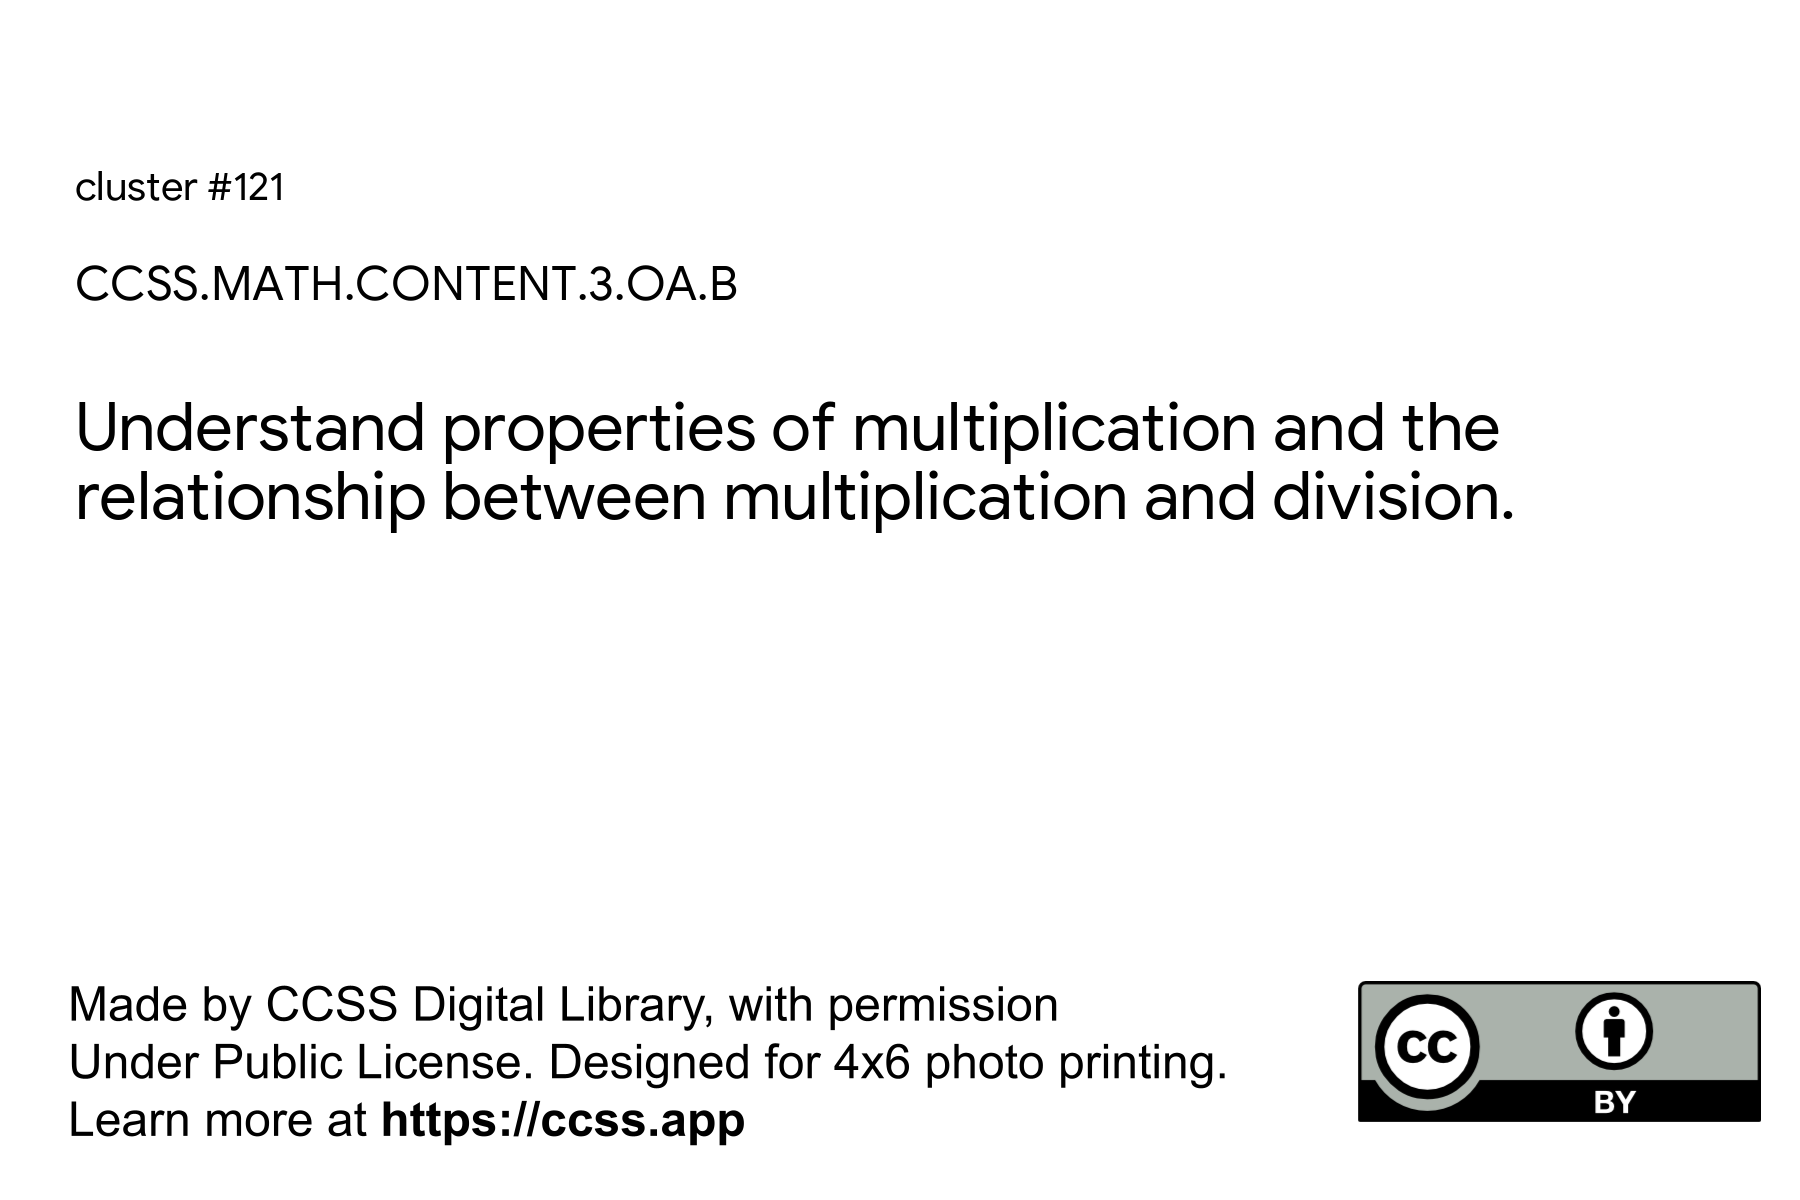 cluster #121
CCSS.MATH.CONTENT.3.OA.B
Understand properties of multiplication and the
relationship between multiplication and division.
Made by CCSS Digital Library, with permission
Under Public License. Designed for 4x6 photo printing.
Learn more at https://ccss.app
CC
BY